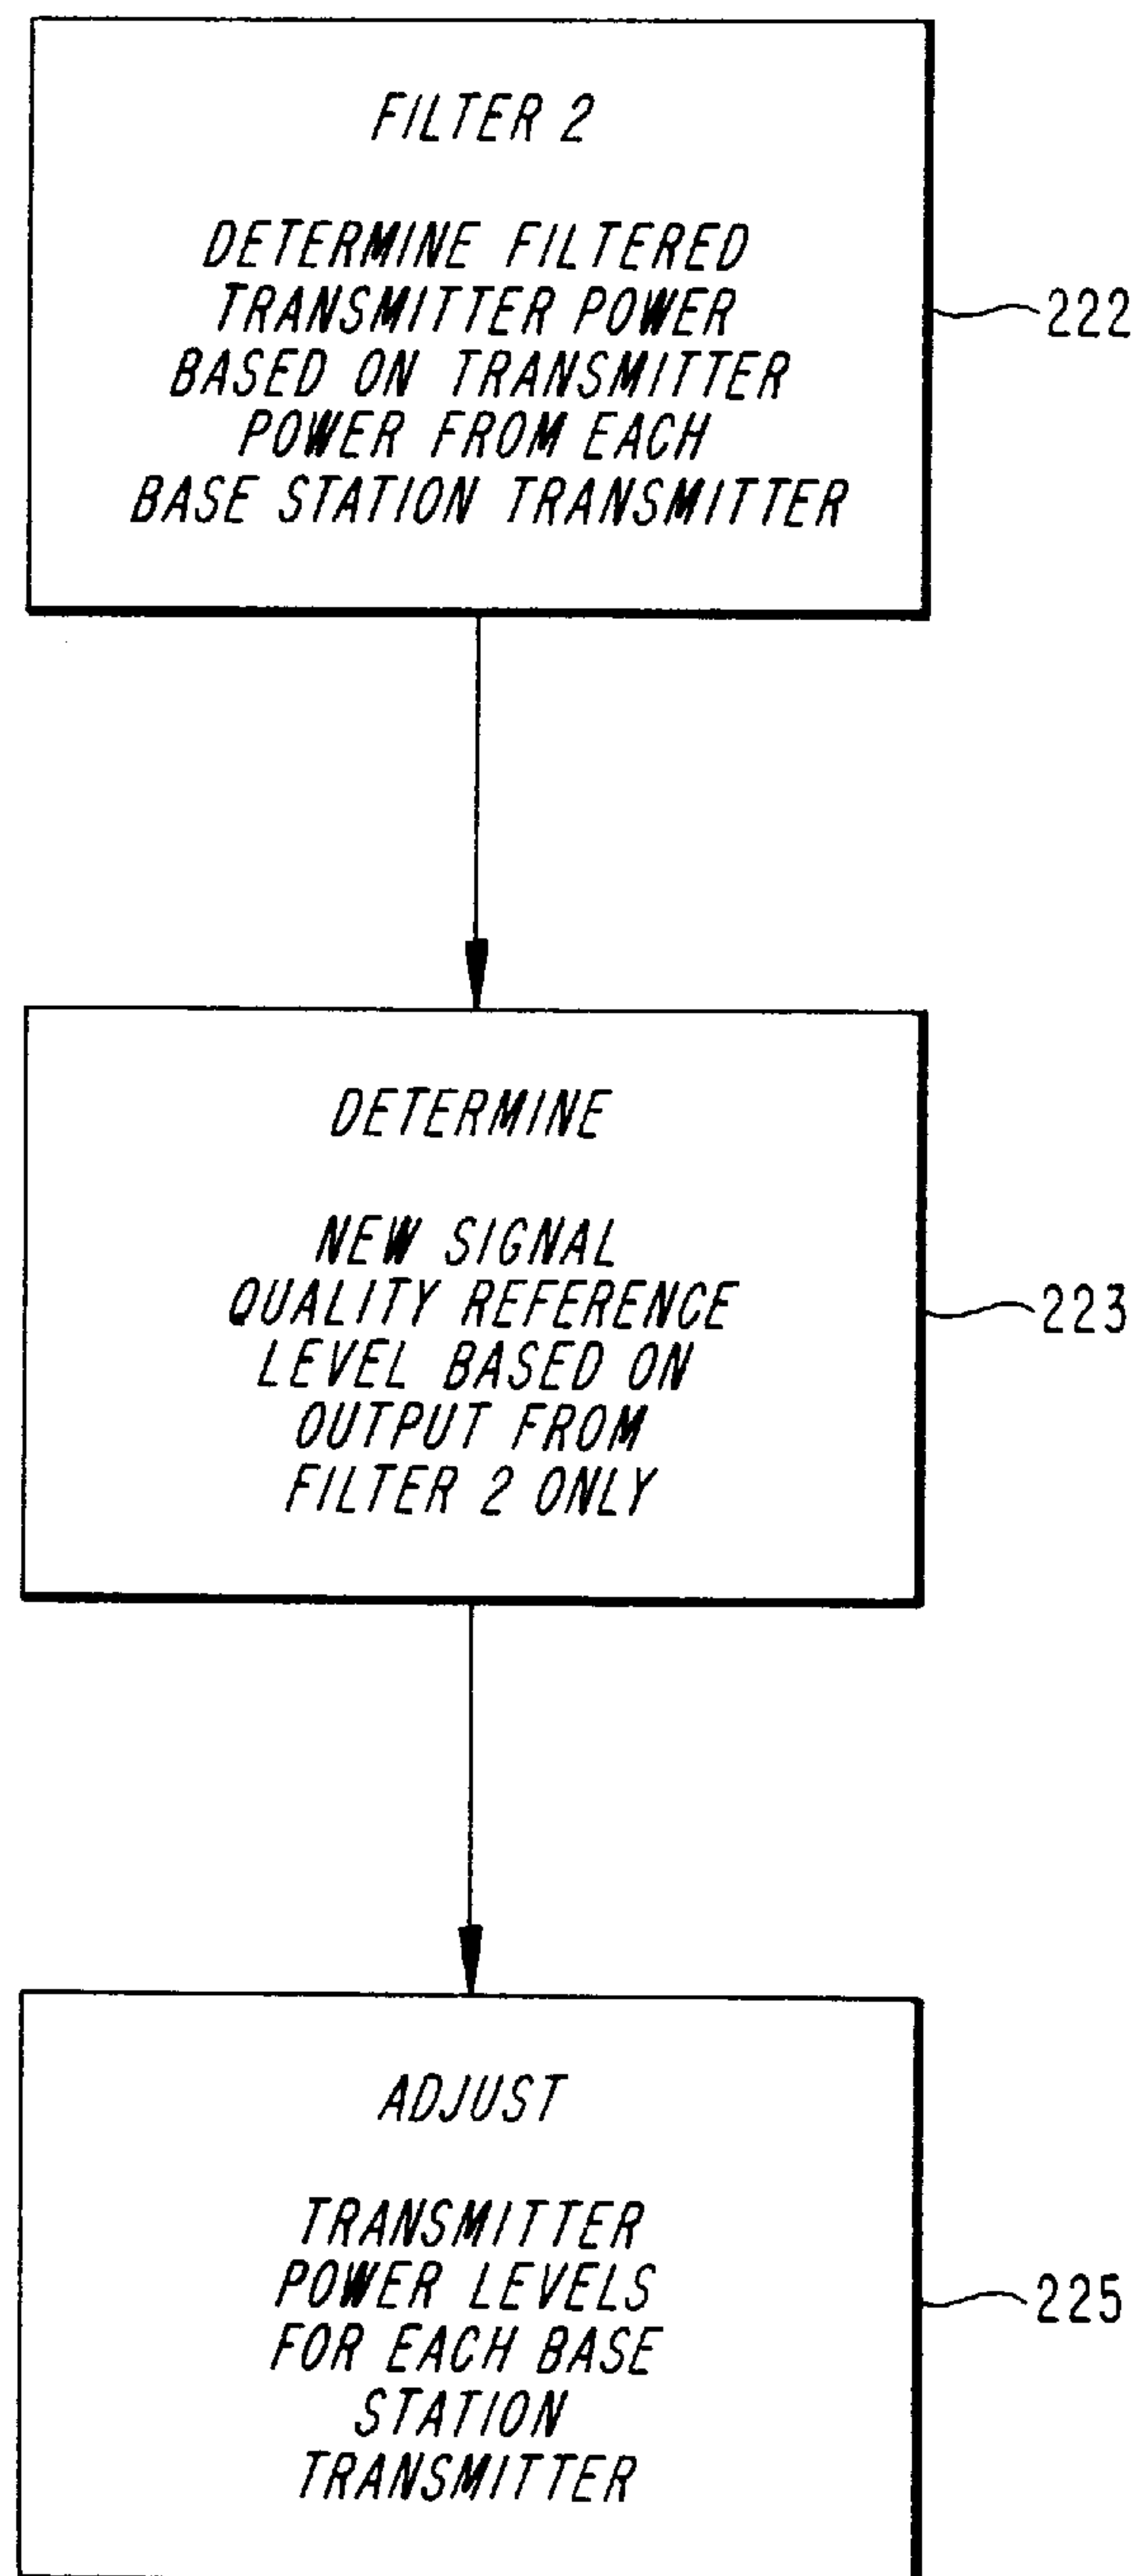 FILTER 2
DETERMINE FILTERED
TRANSMITTER POWER
BASED ON TRANSMITTER
POWER FROM EACH
BASE STATION TRANSMITTER
222
DETERMINE
NEW SIGNAL
QUALITY REFERENCE
LEVEL BASED ON
OUTPUT FROM
FILTER 2 ONLY
223
ADJUST
TRANSMITTER
POWER LEVELS
FOR EACH BASE
STATION
TRANSMITTER
225